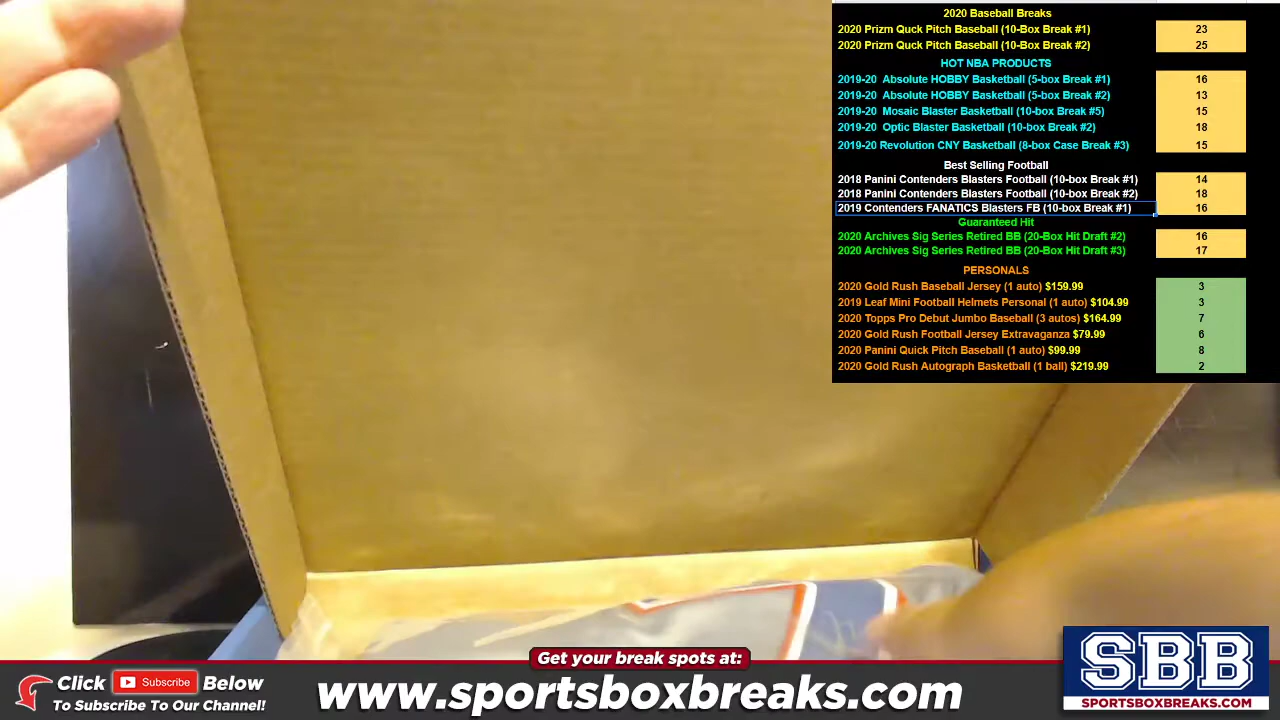 2020 Baseball Breaks
2020 Prizm Quck Pitch Baseball (10-Box Break #1) 23
2020 Prizm Quck Pitch Baseball (10-Box Break #2) 25
HOT NBA PRODUCTS
2019-20 Absolute HOBBY Basketball (5-box Break #1) 16
2019-20 Absolute HOBBY Basketball (5-box Break #2) 13
2019-20 Mosaic Blaster Basketball (10-box Break #5) 15
2019-20 Optic Blaster Basketball (10-box Break #2) 18
2019-20 Revolution CNY Basketball (8-box Case Break #3) 15
Best Selling Football
2018 Panini Contenders Blasters Football (10-box Break #1) 14
2018 Panini Contenders Blasters Football (10-box Break #2) 18
2019 Contenders FANATICS Blasters FB (10-box Break #1) 16
Guaranteed Hit
2020 Archives Sig Series Retired BB (20-Box Hit Draft #2) 16
2020 Archives Sig Series Retired BB (20-Box Hit Draft #3) 17
PERSONALS
2020 Gold Rush Baseball Jersey (1 auto) $159.99 3
2019 Leaf Mini Football Helmets Personal (1 auto) $104.99 3
2020 Topps Pro Debut Jumbo Baseball (3 autos) $164.99 7
2020 Gold Rush Football Jersey Extravaganza $79.99 6
2020 Panini Quick Pitch Baseball (1 auto) $99.99 8
2020 Gold Rush Autograph Basketball (1 ball) $219.99 2
Get your break spots at:
Click Subscribe Below
To Subscribe To Our Channel!
www.sportsboxbreaks.com
SBB
SPORTSBOXBREAKS.COM